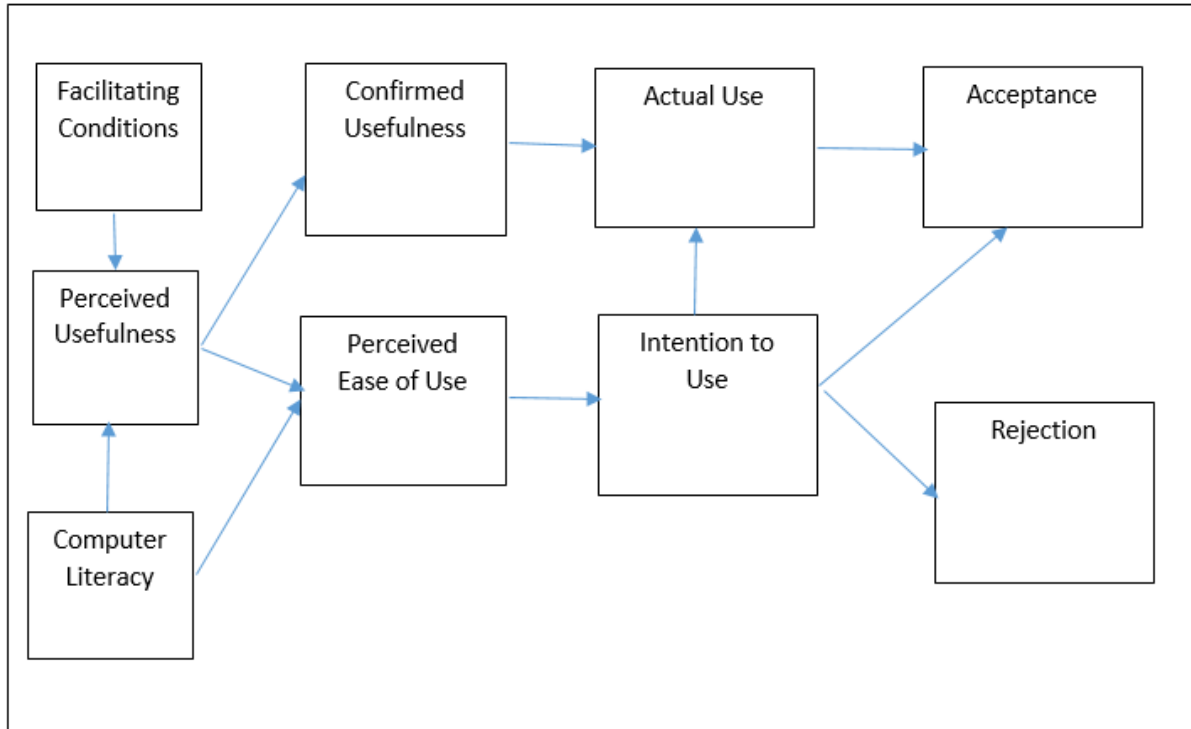 Facilitating
Conditions
Confirmed
Usefulness
Actual Use
Acceptance
Perceived
Usefulness
Perceived
Ease of Use
Intention to
Use
Rejection
Computer
Literacy